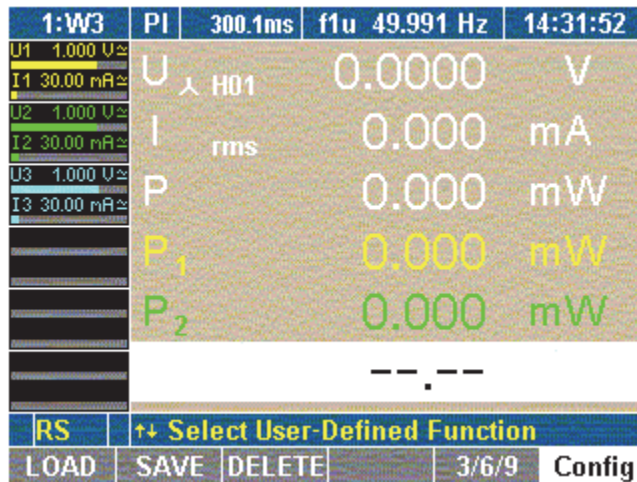 1:W3 PI 300.1ms f1u 49.991 Hz 14:31:52
U1 1.000 V≃
I1 30.00 mA≃
U2 1.000 V≃
I2 30.00 mA≃
U3 1.000 V≃
I3 30.00 mA≃
U⅄ H01 0.0000 V
I rms 0.000 mA
P 0.000 mW
P1 0.000 mW
P2 0.000 mW
--.--
RS ↑↓ Select User-Defined Function
LOAD SAVE DELETE 3/6/9 Config